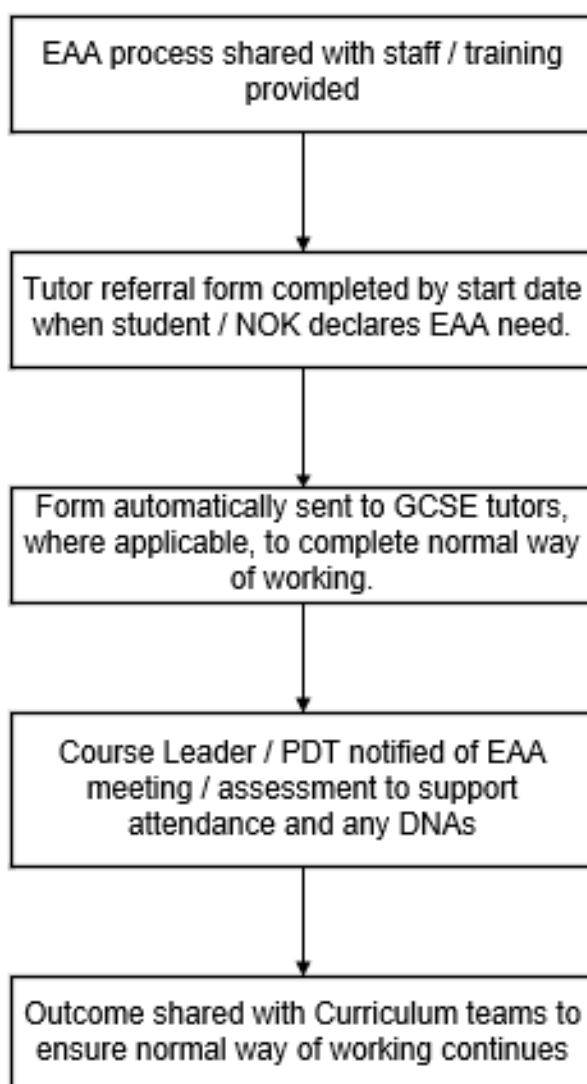 EAA process shared with staff / training
provided
Tutor referral form completed by start date
when student / NOK declares EAA need.
Form automatically sent to GCSE tutors,
where applicable, to complete normal way
of working.
Course Leader / PDT notified of EAA
meeting / assessment to support
attendance and any DNAs
Outcome shared with Curriculum teams to
ensure normal way of working continues